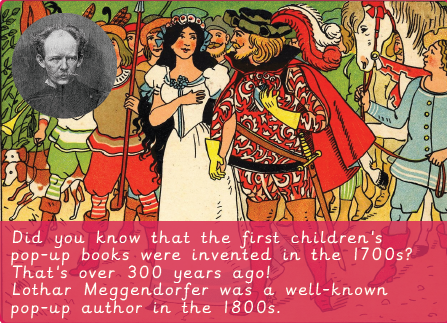 Did you know that the first children's
pop-up books were invented in the 1700s?
That's over 300 years ago!
Lothar Meggendorfer was a well-known
pop-up author in the 1800s.